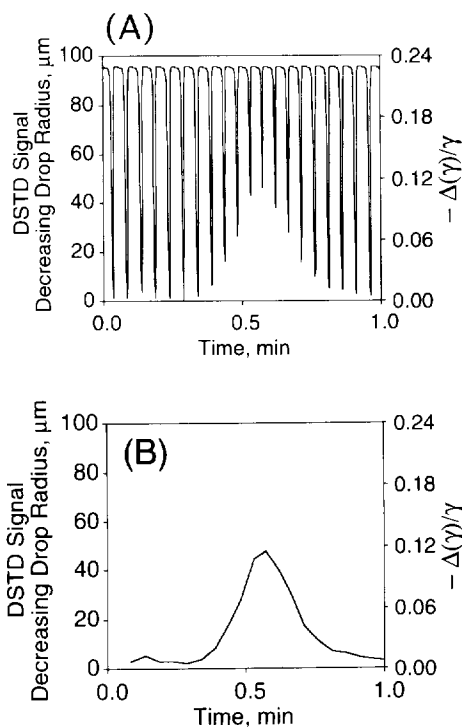 (A)
DSTD Signal
Decreasing Drop Radius, μm
100
80
60
40
20
0
0.24
0.18
0.12
0.06
0.00
− Δ(γ)/γ
0.0
0.5
1.0
Time, min
(B)
DSTD Signal
Decreasing Drop Radius, μm
100
80
60
40
20
0
0.24
0.18
0.12
0.06
0.00
− Δ(γ)/γ
0.0
0.5
1.0
Time, min